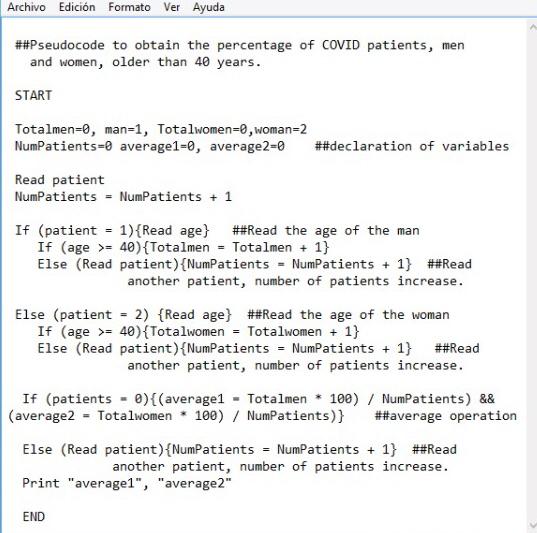 Archivo Edición Formato Ver Ayuda
##Pseudocode to obtain the percentage of COVID patients, men
and women, older than 40 years.
START
Totalmen=0, man=1, Totalwomen=0,woman=2
NumPatients=0 average1=0, average2=0 ##declaration of variables
Read patient
NumPatients = NumPatients + 1
If (patient = 1){Read age} ##Read the age of the man
If (age >= 40){Totalmen = Totalmen + 1}
Else (Read patient){NumPatients = NumPatients + 1} ##Read
another patient, number of patients increase.
Else (patient = 2) {Read age} ##Read the age of the woman
If (age >= 40){Totalwomen = Totalwomen + 1}
Else (Read patient){NumPatients = NumPatients + 1} ##Read
another patient, number of patients increase.
If (patients = 0){(average1 = Totalmen * 100) / NumPatients) &&
(average2 = Totalwomen * 100) / NumPatients)} ##average operation
Else (Read patient){NumPatients = NumPatients + 1} ##Read
another patient, number of patients increase.
Print "average1", "average2"
END